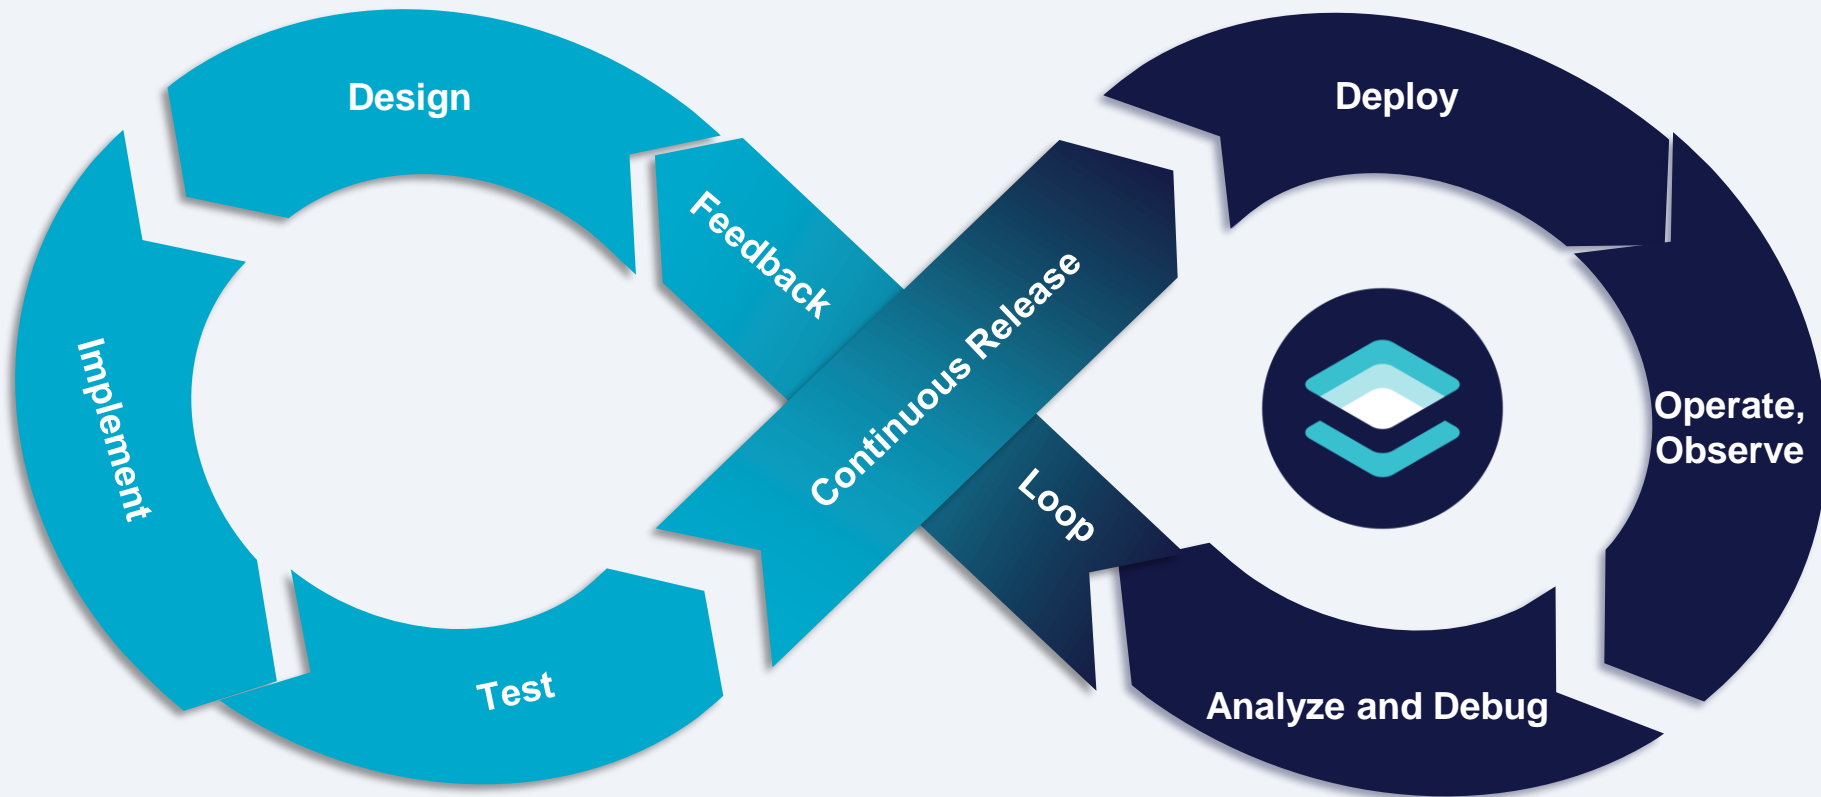 Design
Deploy
Feedback
Continuous Release
Implement
Operate,
Observe
Loop
Test
Analyze and Debug